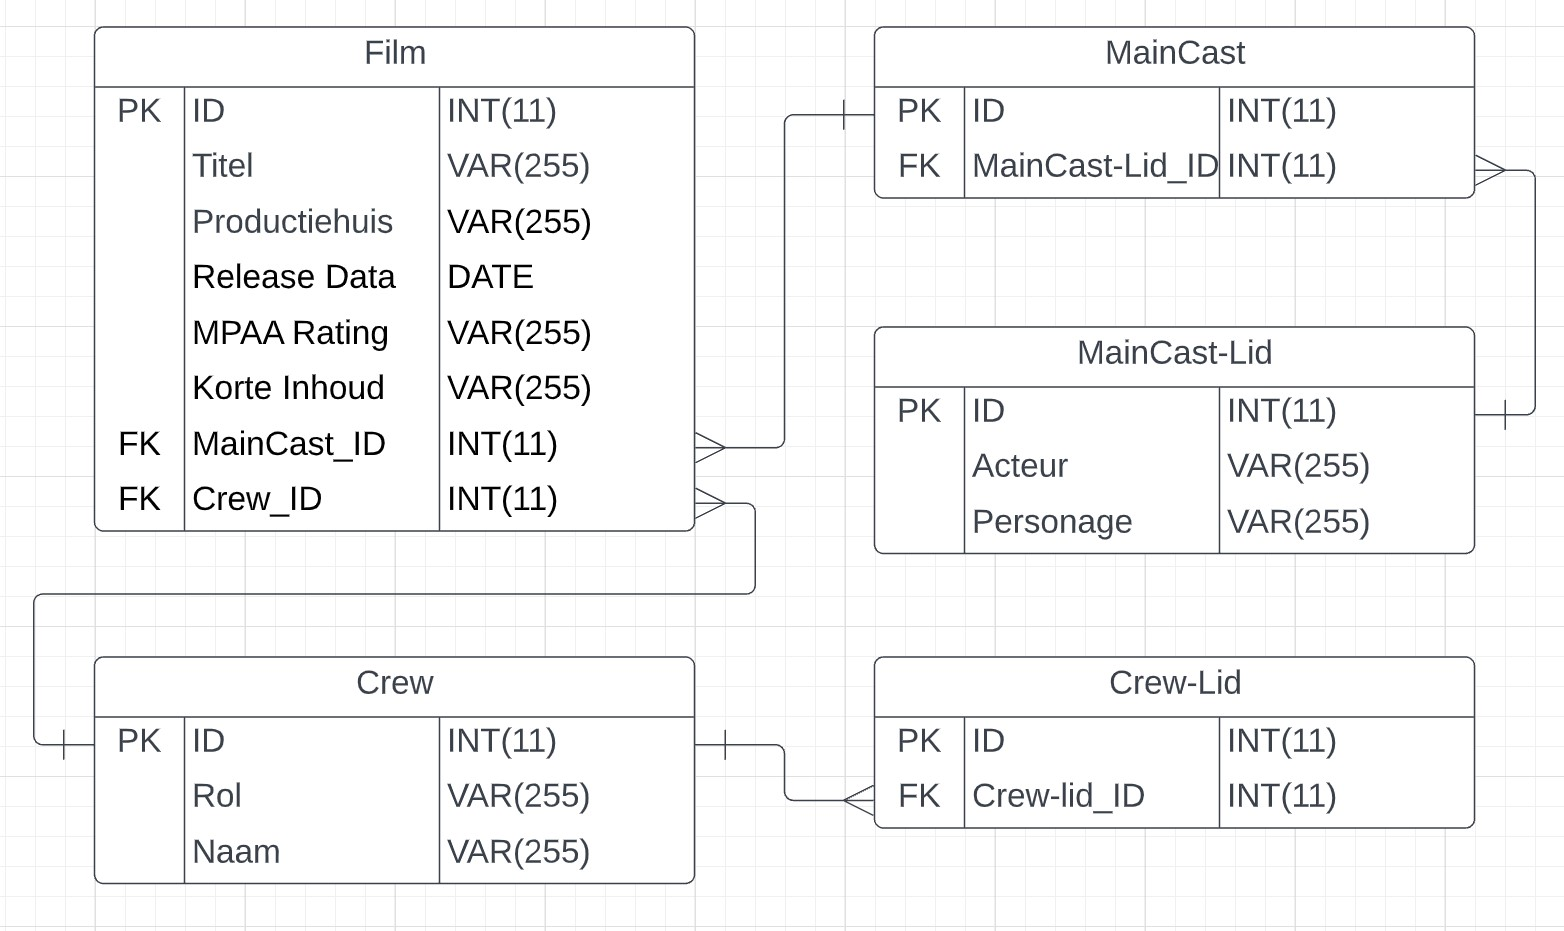 Film
PK ID INT(11)
Titel VAR(255)
Productiehuis VAR(255)
Release Data DATE
MPAA Rating VAR(255)
Korte Inhoud VAR(255)
FK MainCast_ID INT(11)
FK Crew_ID INT(11)
MainCast
PK ID INT(11)
FK MainCast-Lid_ID INT(11)
MainCast-Lid
PK ID INT(11)
Acteur VAR(255)
Personage VAR(255)
Crew
PK ID INT(11)
Rol VAR(255)
Naam VAR(255)
Crew-Lid
PK ID INT(11)
FK Crew-lid_ID INT(11)